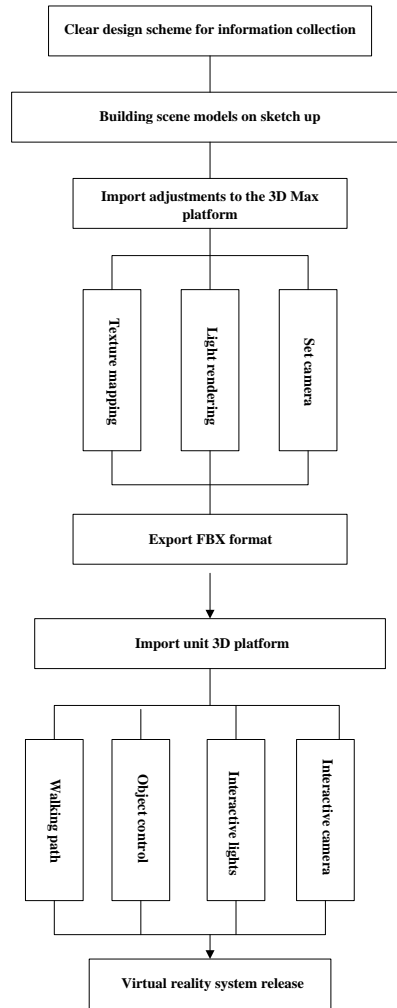 Clear design scheme for information collection
Building scene models on sketch up
Import adjustments to the 3D Max
platform
Texture mapping
Light rendering
Set camera
Export FBX format
Import unit 3D platform
Walking path
Object control
Interactive lights
Interactive camera
Virtual reality system release